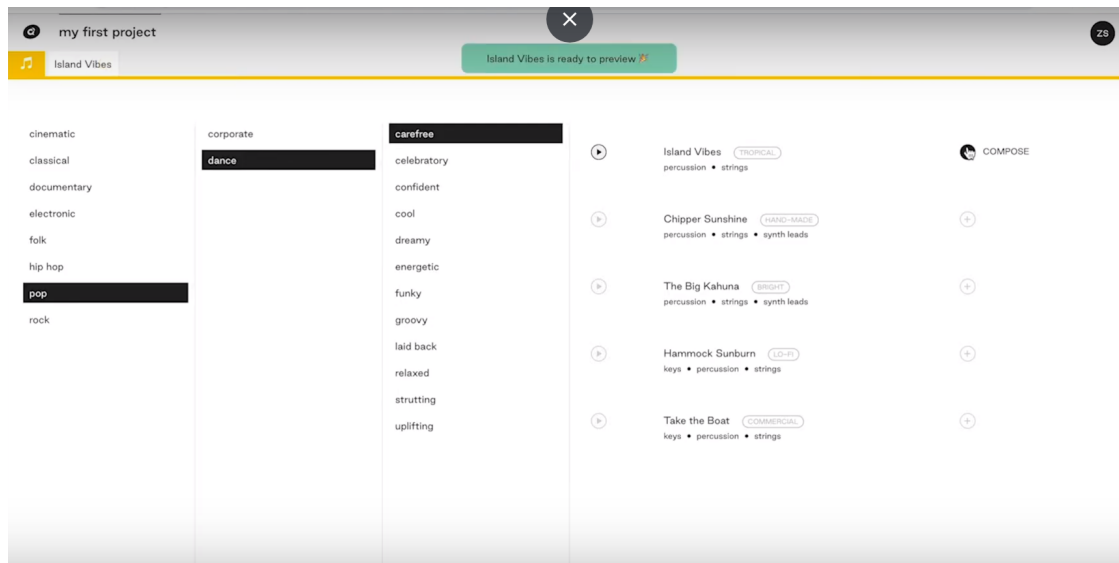 my first project
ZS
Island Vibes is ready to preview
Island Vibes
cinematic
classical
documentary
electronic
folk
hip hop
pop
rock
corporate
dance
carefree
celebratory
confident
cool
dreamy
energetic
funky
groovy
laid back
relaxed
strutting
uplifting
Island Vibes TROPICAL
percussion • strings
COMPOSE
Chipper Sunshine HAND-MADE
percussion • strings • synth leads
The Big Kahuna BRIGHT
percussion • strings • synth leads
Hammock Sunburn LO-FI
keys • percussion • strings
Take the Boat COMMERCIAL
keys • percussion • strings